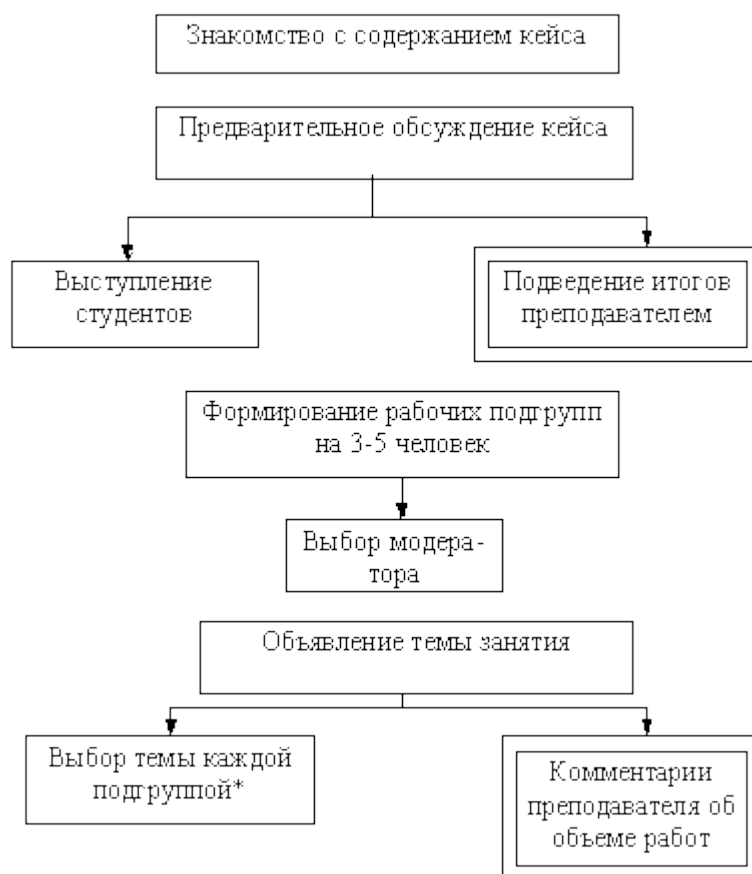 Знакомство с содержанием кейса
Предварительное обсуждение кейса
Выступление
студентов
Подведение итогов
преподавателем
Формирование рабочих подгрупп
на 3-5 человек
Выбор модера-
тора
Объявление темы занятия
Выбор темы каждой
подгруппой*
Комментарии
преподавателя об
объеме работ